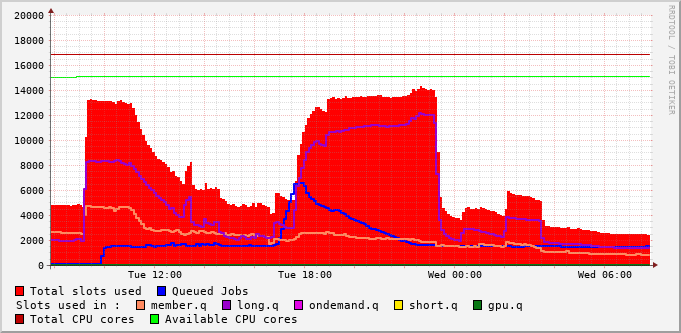 20000
18000
16000
14000
12000
10000
8000
6000
4000
2000
0
Tue 12:00 Tue 18:00 Wed 00:00 Wed 06:00
Total slots used Queued Jobs
Slots used in : member.q long.q ondemand.q short.q gpu.q
Total CPU cores
Available CPU cores
RRDTOOL / TOBI OETIKER